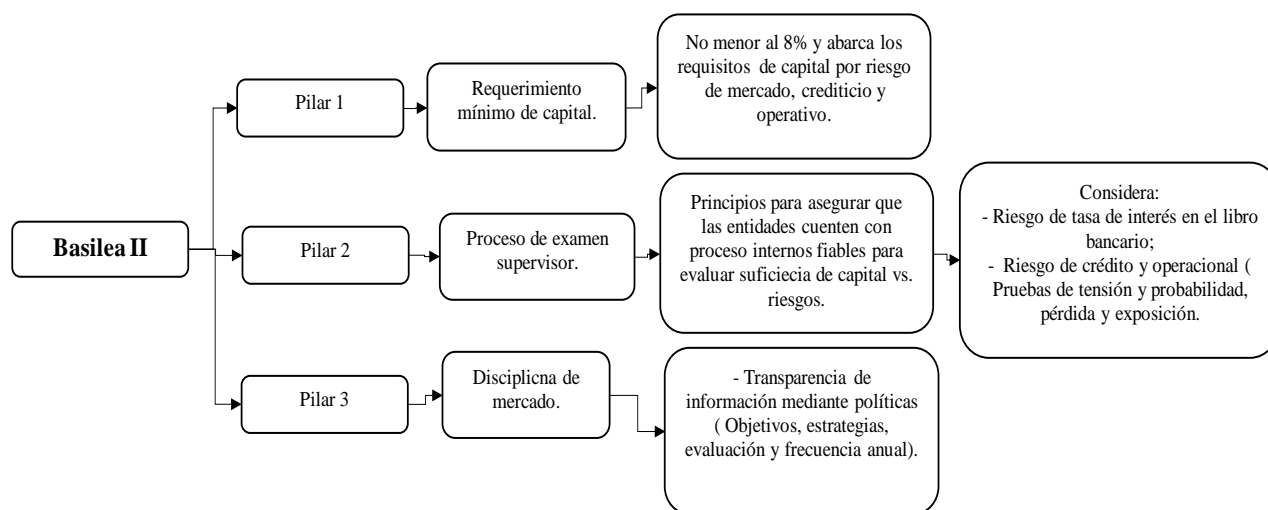 Basilea II
Pilar 1
Requerimiento
mínimo de capital.
No menor al 8% y abarca los
requisitos de capital por riesgo
de mercado, crediticio y
operativo.
Pilar 2
Proceso de examen
supervisor.
Principios para asegurar que
las entidades cuenten con
proceso internos fiables para
evaluar suficiecia de capital vs.
riesgos.
Considera:
- Riesgo de tasa de interés en el libro
bancario;
- Riesgo de crédito y operacional (
Pruebas de tensión y probabilidad,
pérdida y exposición.
Pilar 3
Disciplicna de
mercado.
- Transparencia de
información mediante políticas
( Objetivos, estrategias,
evaluación y frecuencia anual).